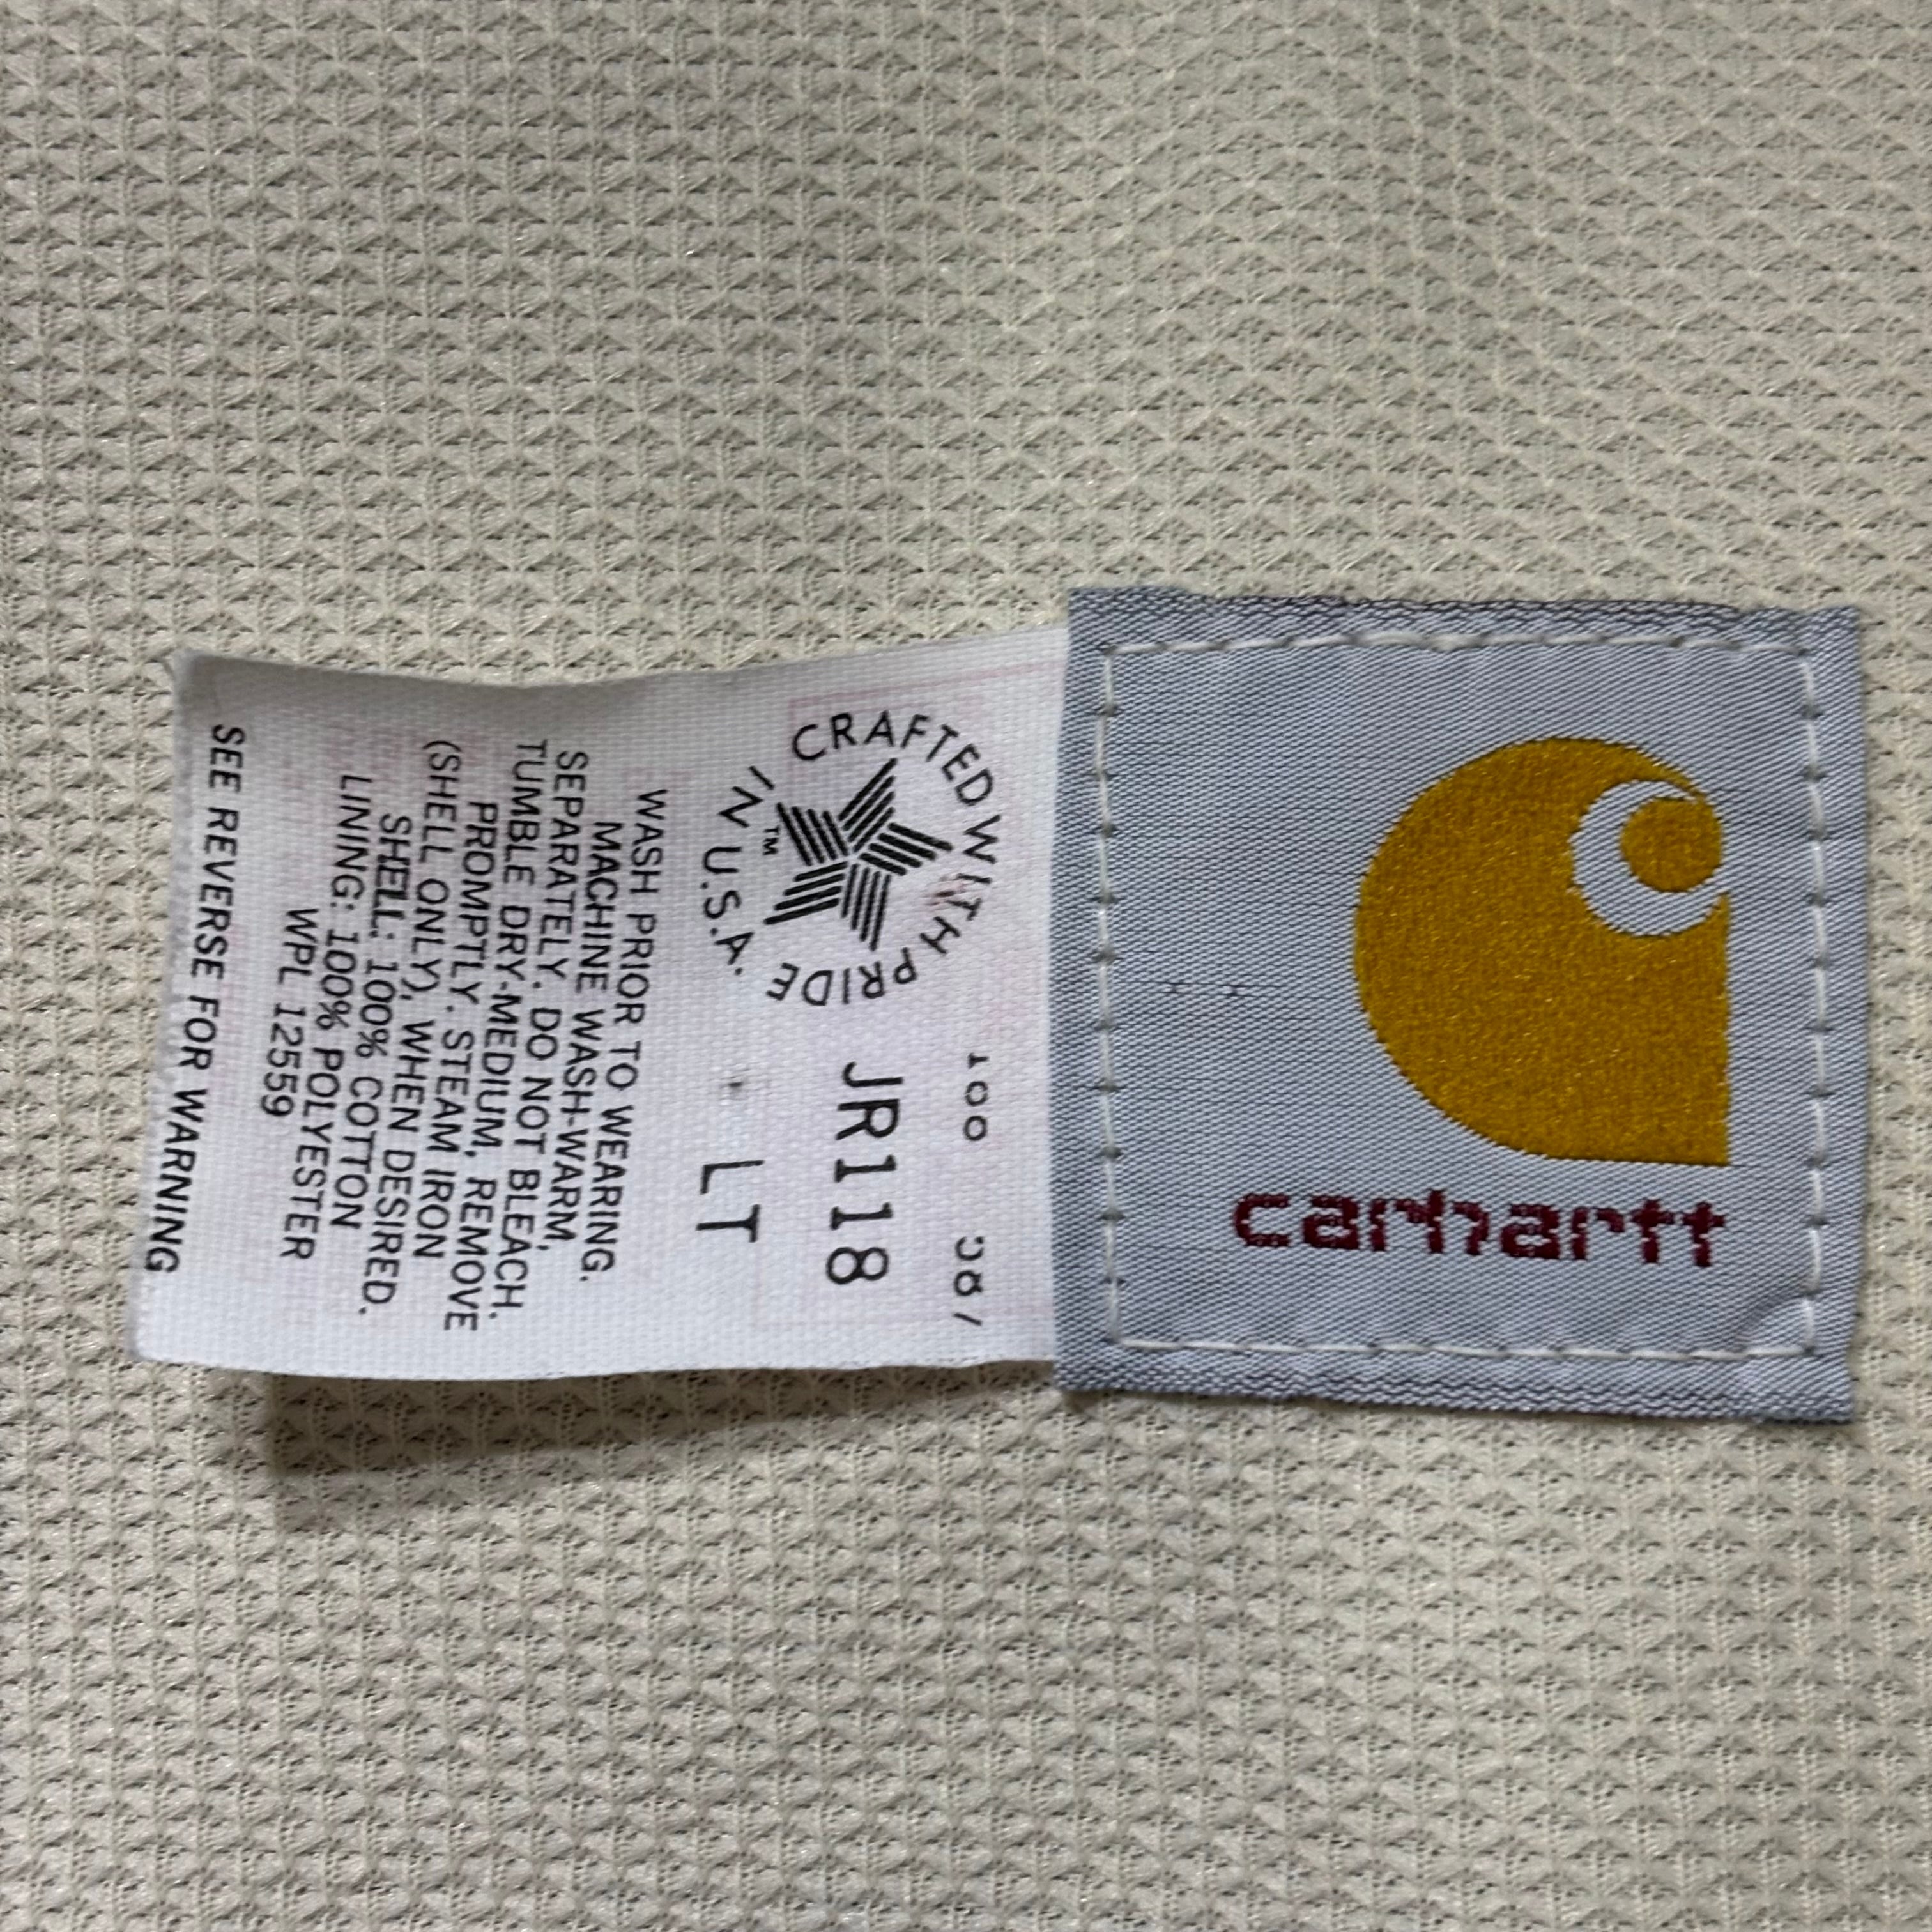 carhartt
CRAFTED WITH PRIDE
IN U.S.A.
TM
100
JR118
LT
WASH PRIOR TO WEARING.
MACHINE WASH-WARM,
SEPARATELY. DO NOT BLEACH.
TUMBLE DRY-MEDIUM, REMOVE
PROMPTLY. STEAM IRON
(SHELL ONLY), WHEN DESIRED.
SHELL: 100% COTTON
LINNING: 100% POLYESTER
WPL 12559
SEE REVERSE FOR WARNING